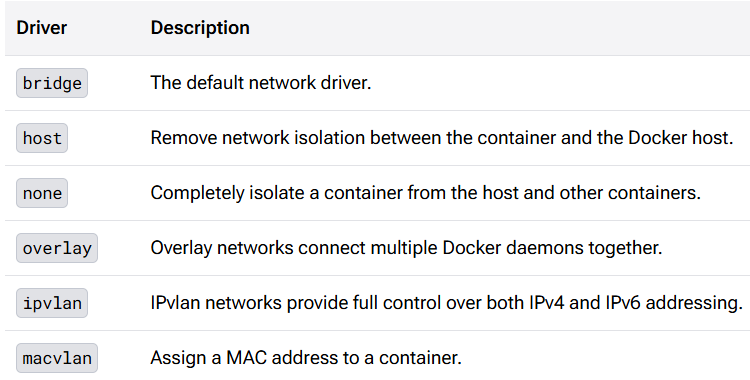 Driver Description
bridge The default network driver.
host Remove network isolation between the container and the Docker host.
none Completely isolate a container from the host and other containers.
overlay Overlay networks connect multiple Docker daemons together.
ipvlan IPvlan networks provide full control over both IPv4 and IPv6 addressing.
macvlan Assign a MAC address to a container.